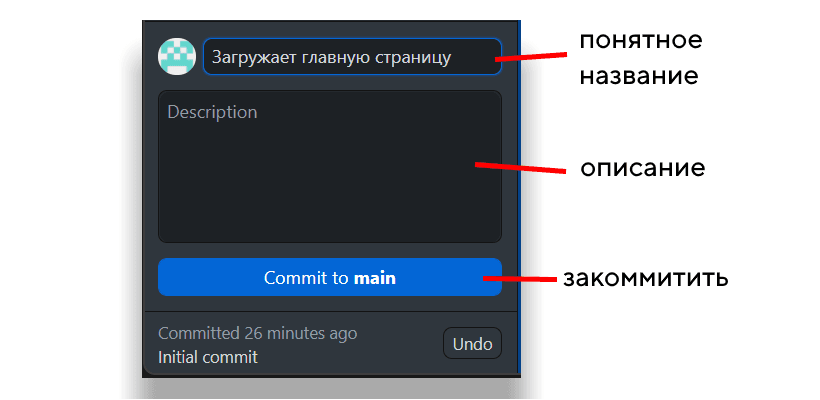 Загружает главную страницу
понятное
название
Description
описание
Commit to main
закоммитить
Committed 26 minutes ago
Initial commit
Undo